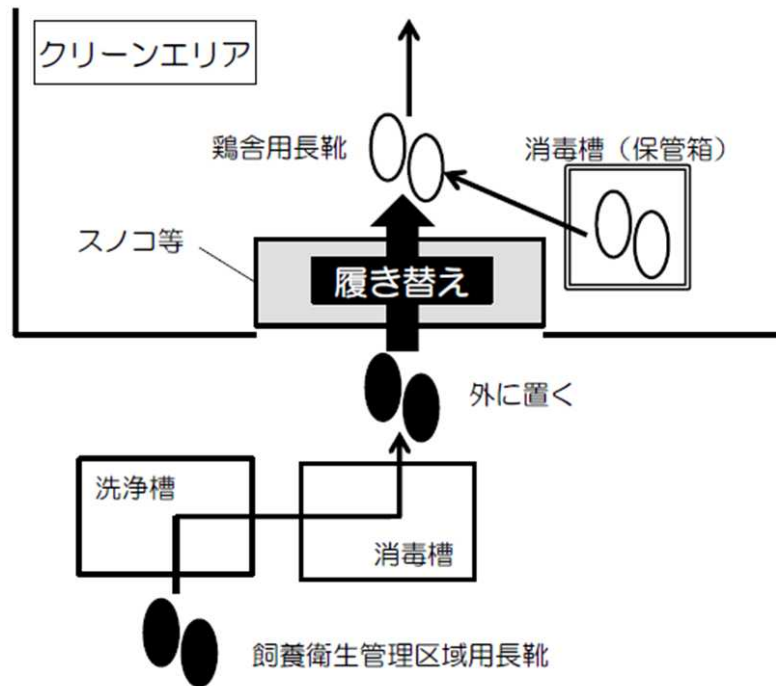 クリーンエリア
鶏舎用長靴
消毒槽（保管箱）
スノコ等
履き替え
外に置く
洗浄槽
消毒槽
飼養衛生管理区域用長靴